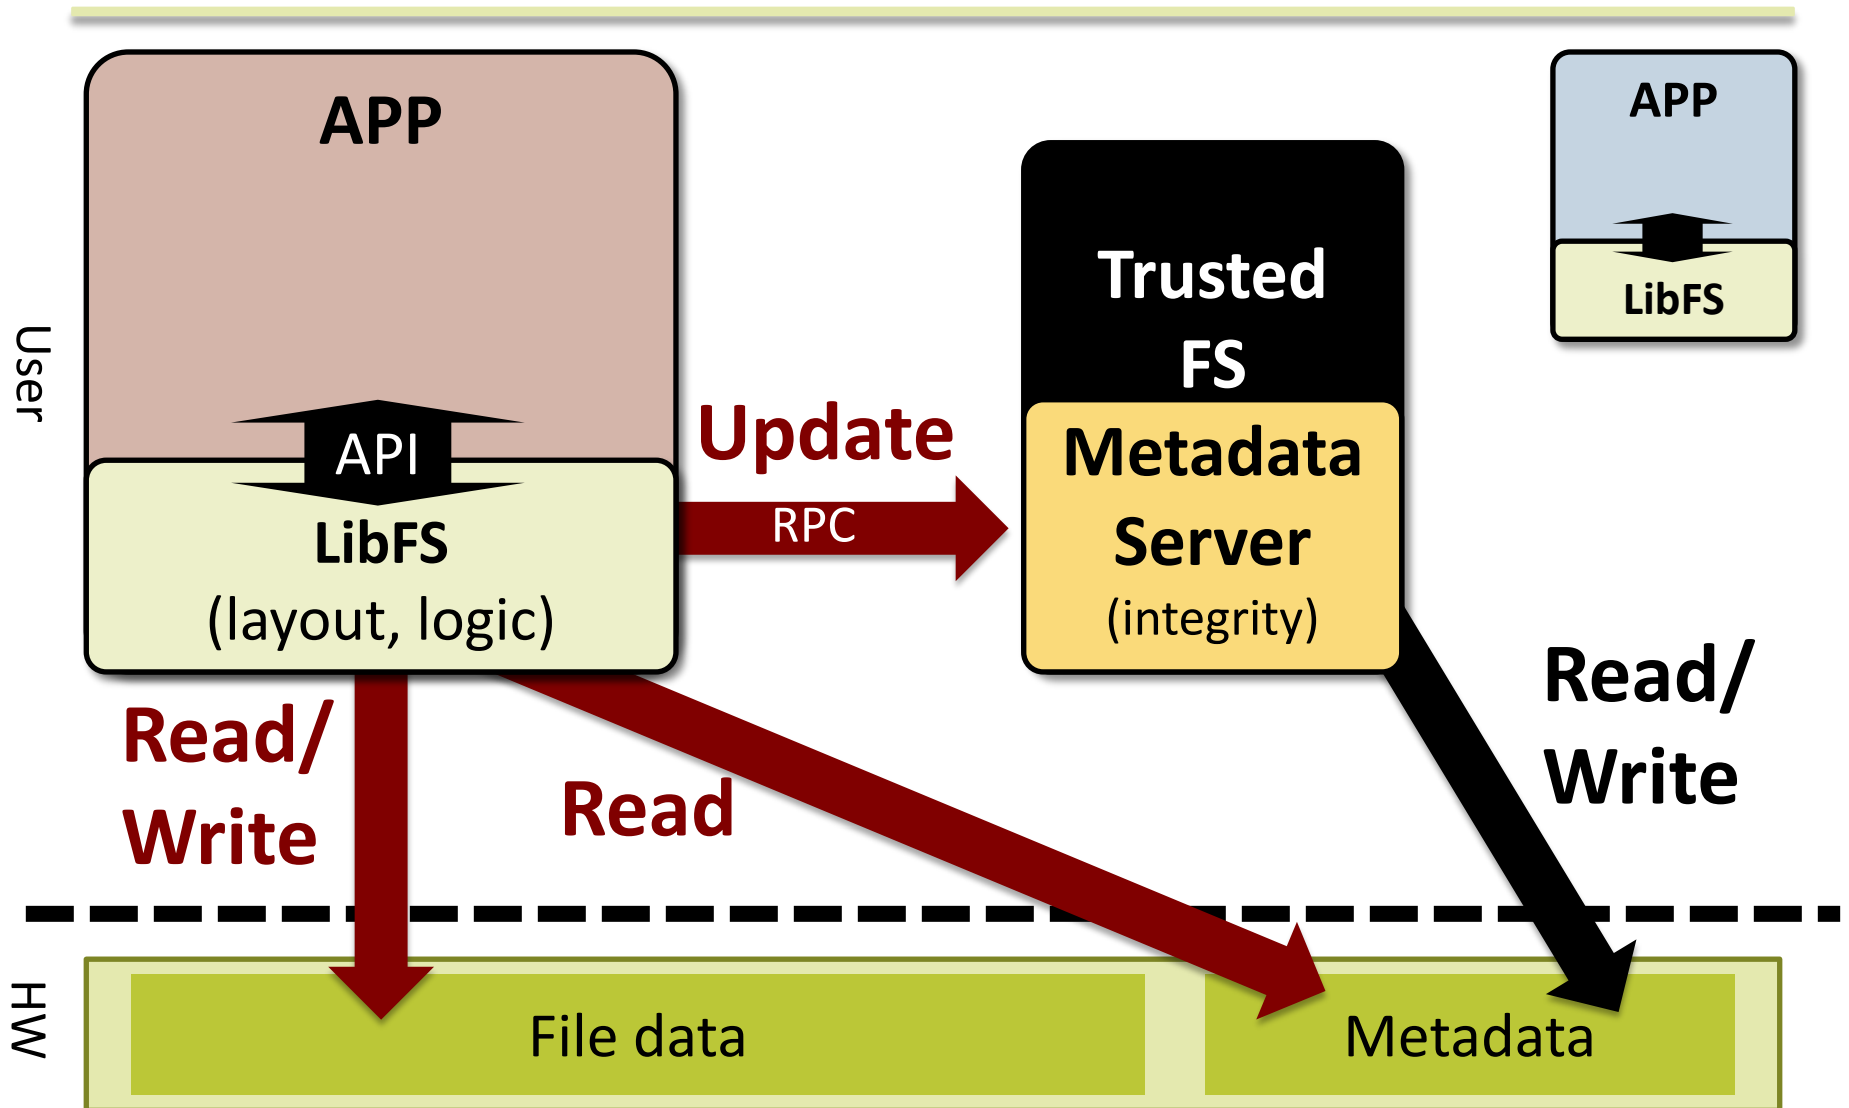 APP
API
LibFS
(layout, logic)
Update
RPC
Trusted
FS
Metadata
Server
(integrity)
APP
LibFS
User
Read/
Write
Read
Read/
Write
HW
File data
Metadata